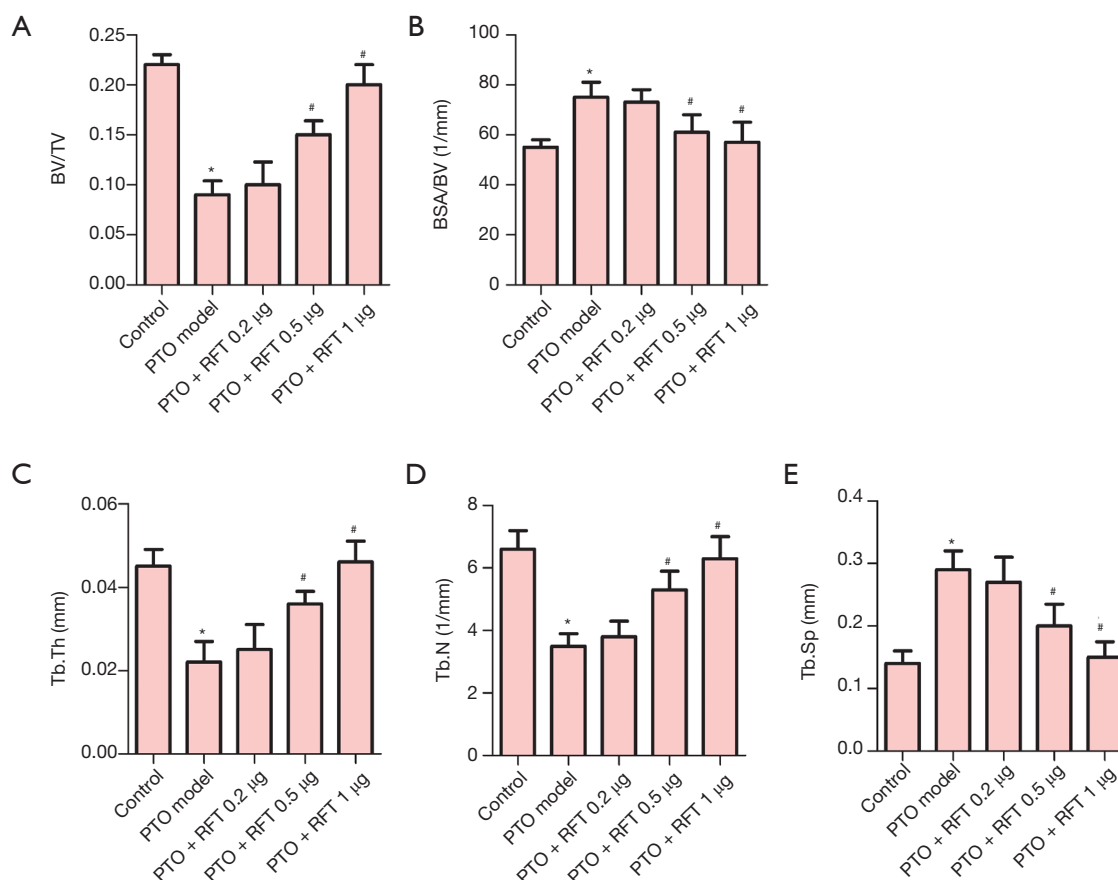 A
BV/TV
0.25
0.20
0.15
0.10
0.05
0.00
*
#
#
Control
PTO model
PTO + RFT 0.2 μg
PTO + RFT 0.5 μg
PTO + RFT 1 μg
B
BSA/BV (1/mm)
100
80
60
40
20
0
*
#
#
Control
PTO model
PTO + RFT 0.2 μg
PTO + RFT 0.5 μg
PTO + RFT 1 μg
C
Tb.Th (mm)
0.06
0.04
0.02
0.00
*
#
#
Control
PTO model
PTO + RFT 0.2 μg
PTO + RFT 0.5 μg
PTO + RFT 1 μg
D
Tb.N (1/mm)
8
6
4
2
0
*
#
#
Control
PTO model
PTO + RFT 0.2 μg
PTO + RFT 0.5 μg
PTO + RFT 1 μg
E
Tb.Sp (mm)
0.4
0.3
0.2
0.1
0.0
*
#
#
Control
PTO model
PTO + RFT 0.2 μg
PTO + RFT 0.5 μg
PTO + RFT 1 μg